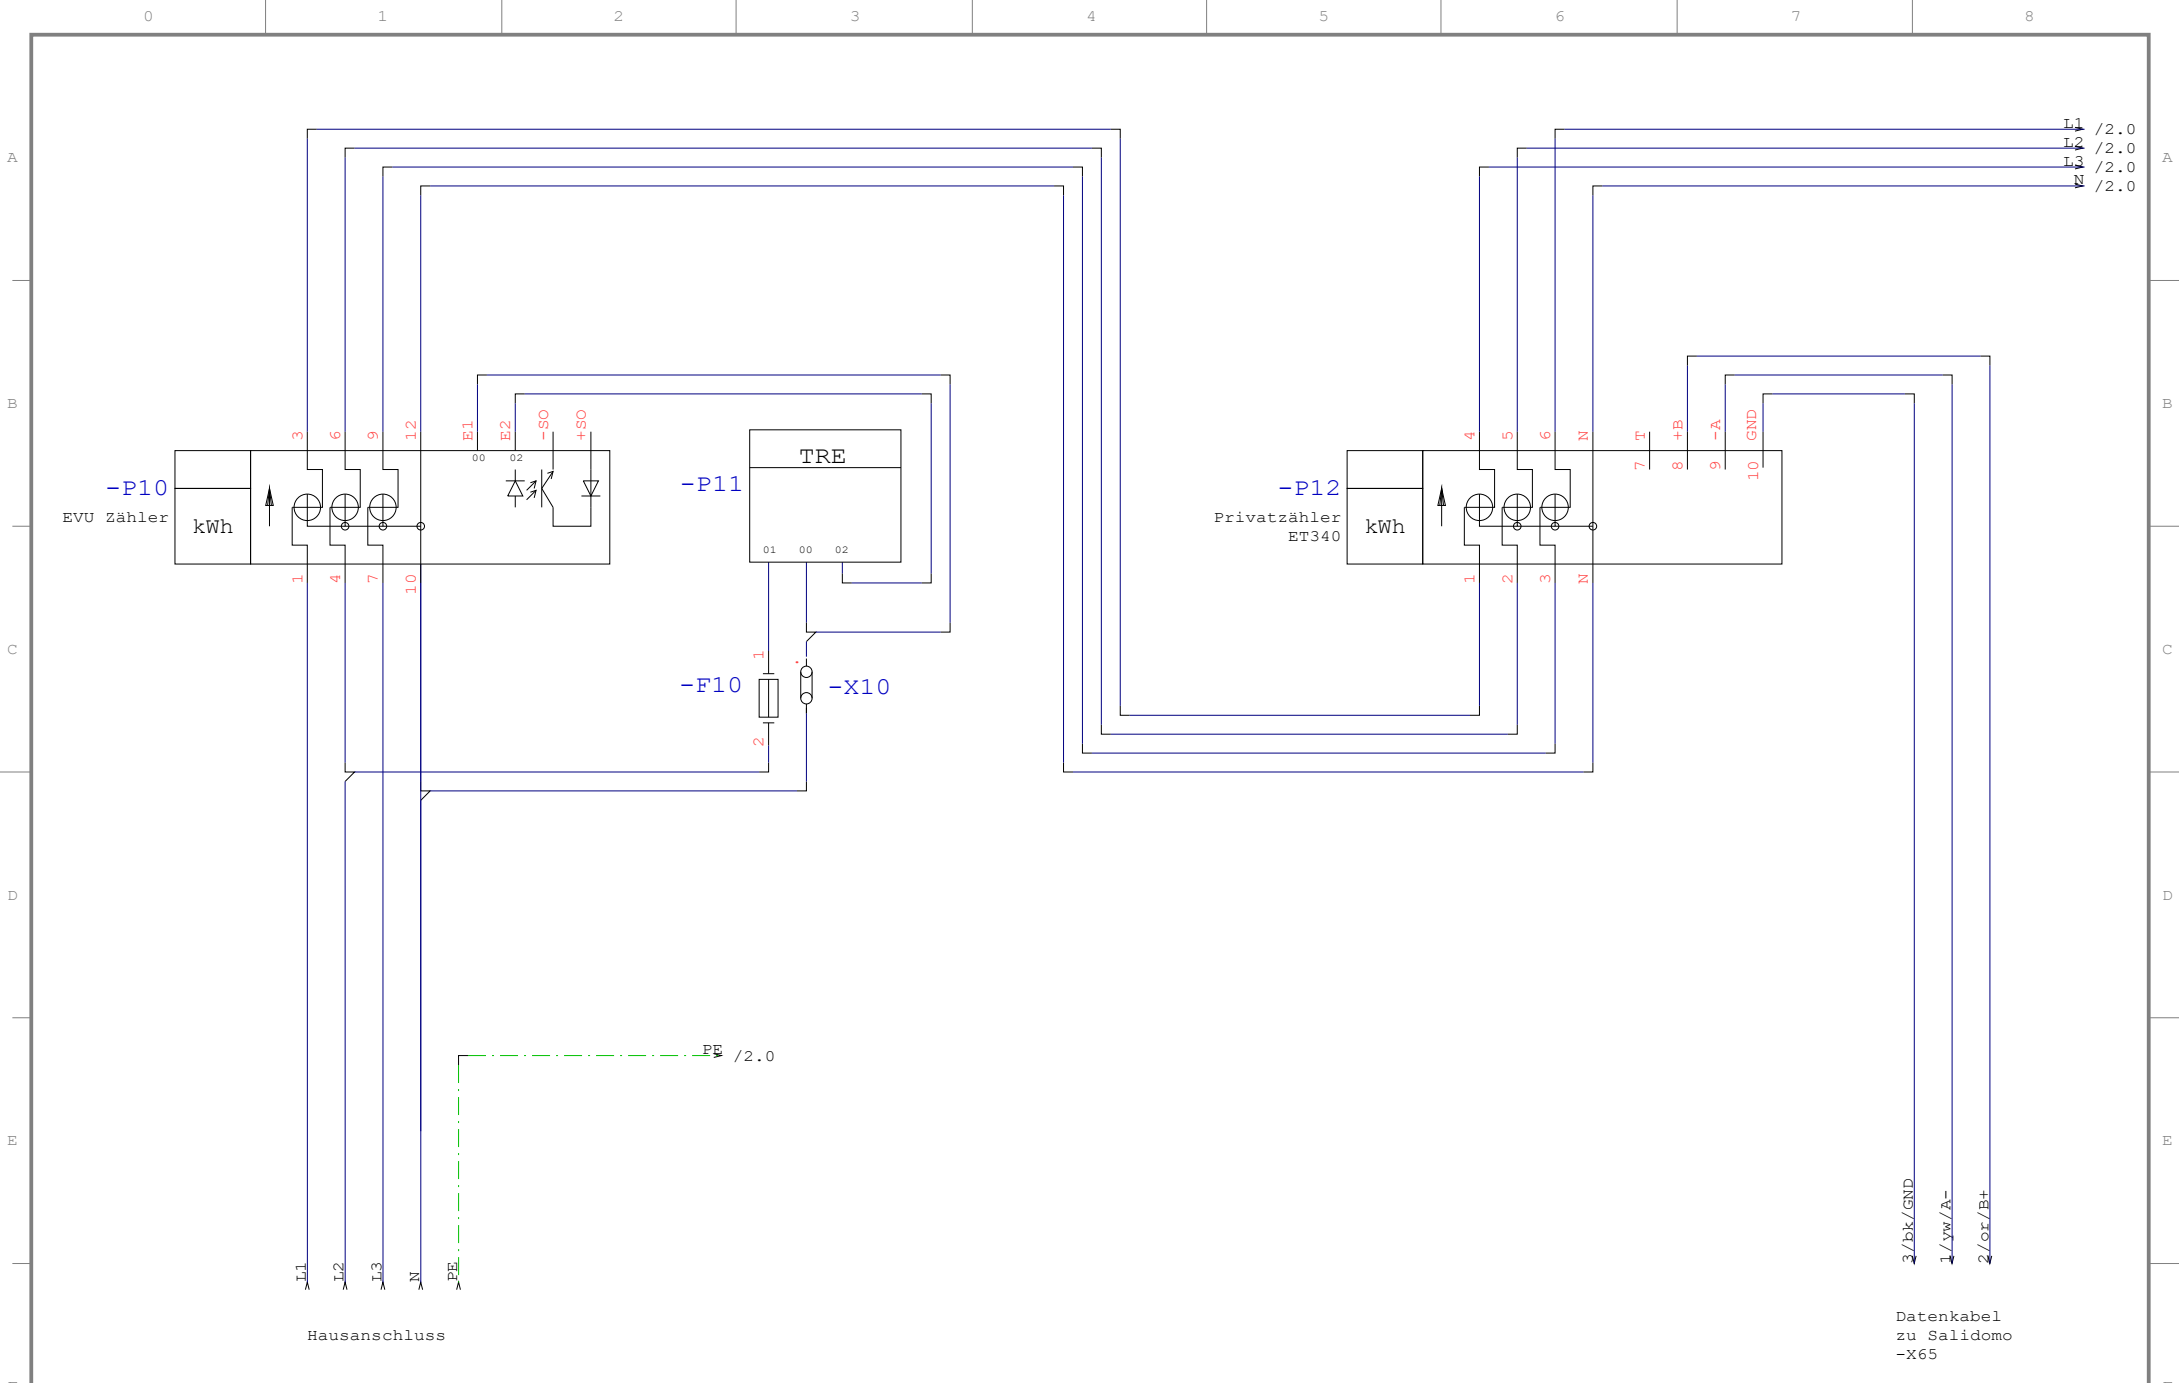 0 1 2 3 4 5 6 7 8
A
L1 /2.0
L2 /2.0
L3 /2.0
N /2.0
A
B
3 6 9 12 E1 E2 -SO +SO
00 02
-P10
EVU Zähler
kWh
TRE
-P11
01 00 02
4 5 6 N T +B -A GND
7 8 9 10
-P12
Privatzähler
ET340
kWh
B
1 4 7 10
1 2 3 N
C
1
-F10
2
-X10
C
D
D
PE /2.0
E
E
3/bk/GND
1/yw/A-
2/or/B+
L1 L2 L3 N PE
Hausanschluss
Datenkabel
zu Salidomo
-X65